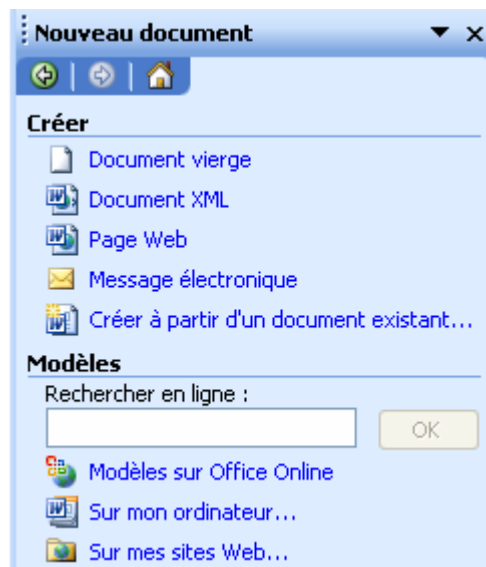 Nouveau document
Créer
Document vierge
Document XML
Page Web
Message électronique
Créer à partir d'un document existant...
Modèles
Rechercher en ligne :
OK
Modèles sur Office Online
Sur mon ordinateur...
Sur mes sites Web...